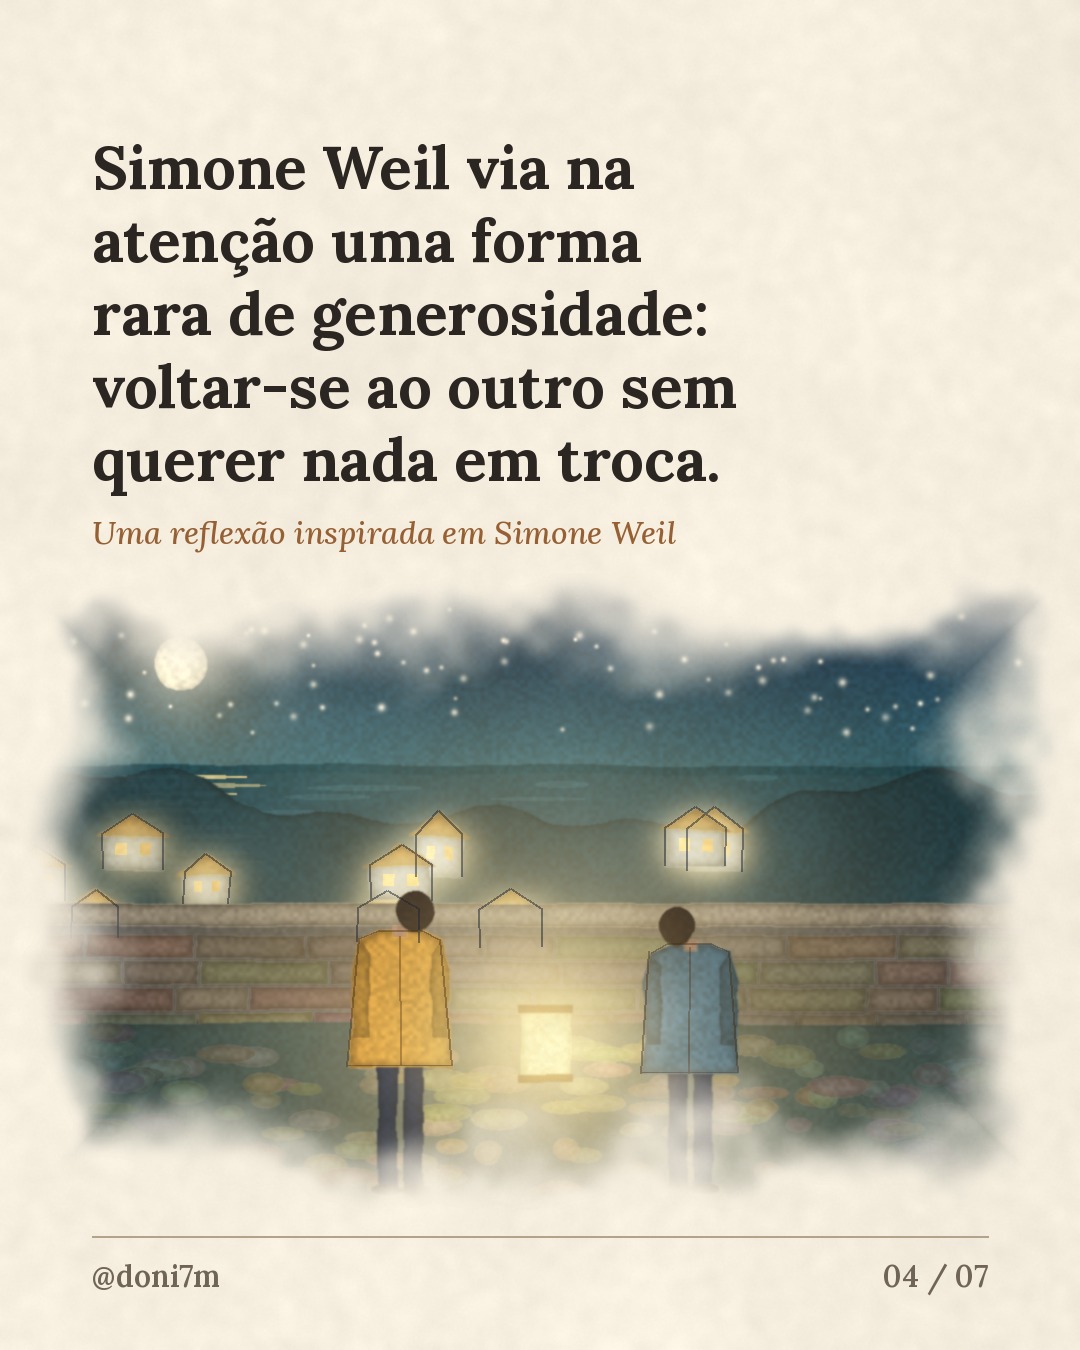 Simone Weil via na
atenção uma forma
rara de generosidade:
voltar-se ao outro sem
querer nada em troca.
Uma reflexão inspirada em Simone Weil
@doni7m
04 / 07